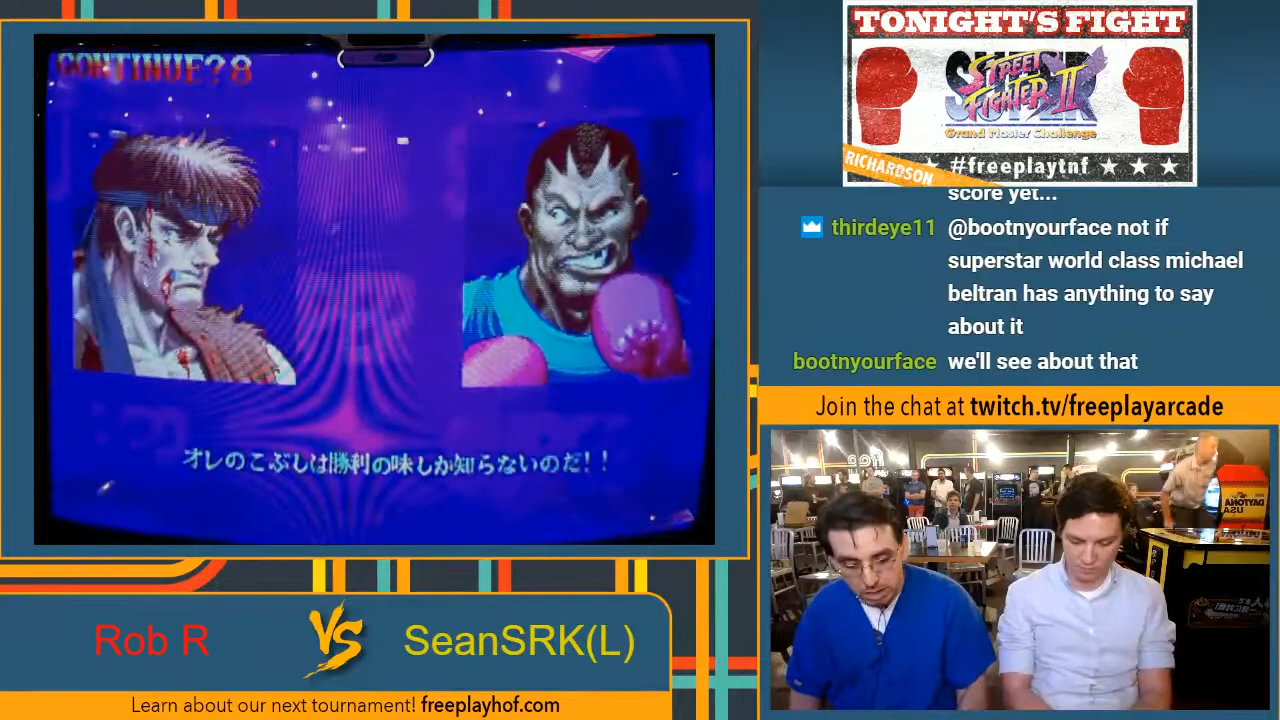 CONTINUE? 8
オレのこぶしは勝利の味しか知らないのだ！！
TONIGHT'S FIGHT
SUPER
STREET
FIGHTER II X
Grand Master Challenge
RICHARDSON
★ #freeplaytnf ★ ★ ★
score yet...
thirdeye11 @bootnyourface not if
superstar world class michael
beltran has anything to say
about it
bootnyourface we'll see about that
Join the chat at twitch.tv/freeplayarcade
DAYTONA
USA
Rob R
VS
SeanSRK(L)
Learn about our next tournament! freeplayhof.com